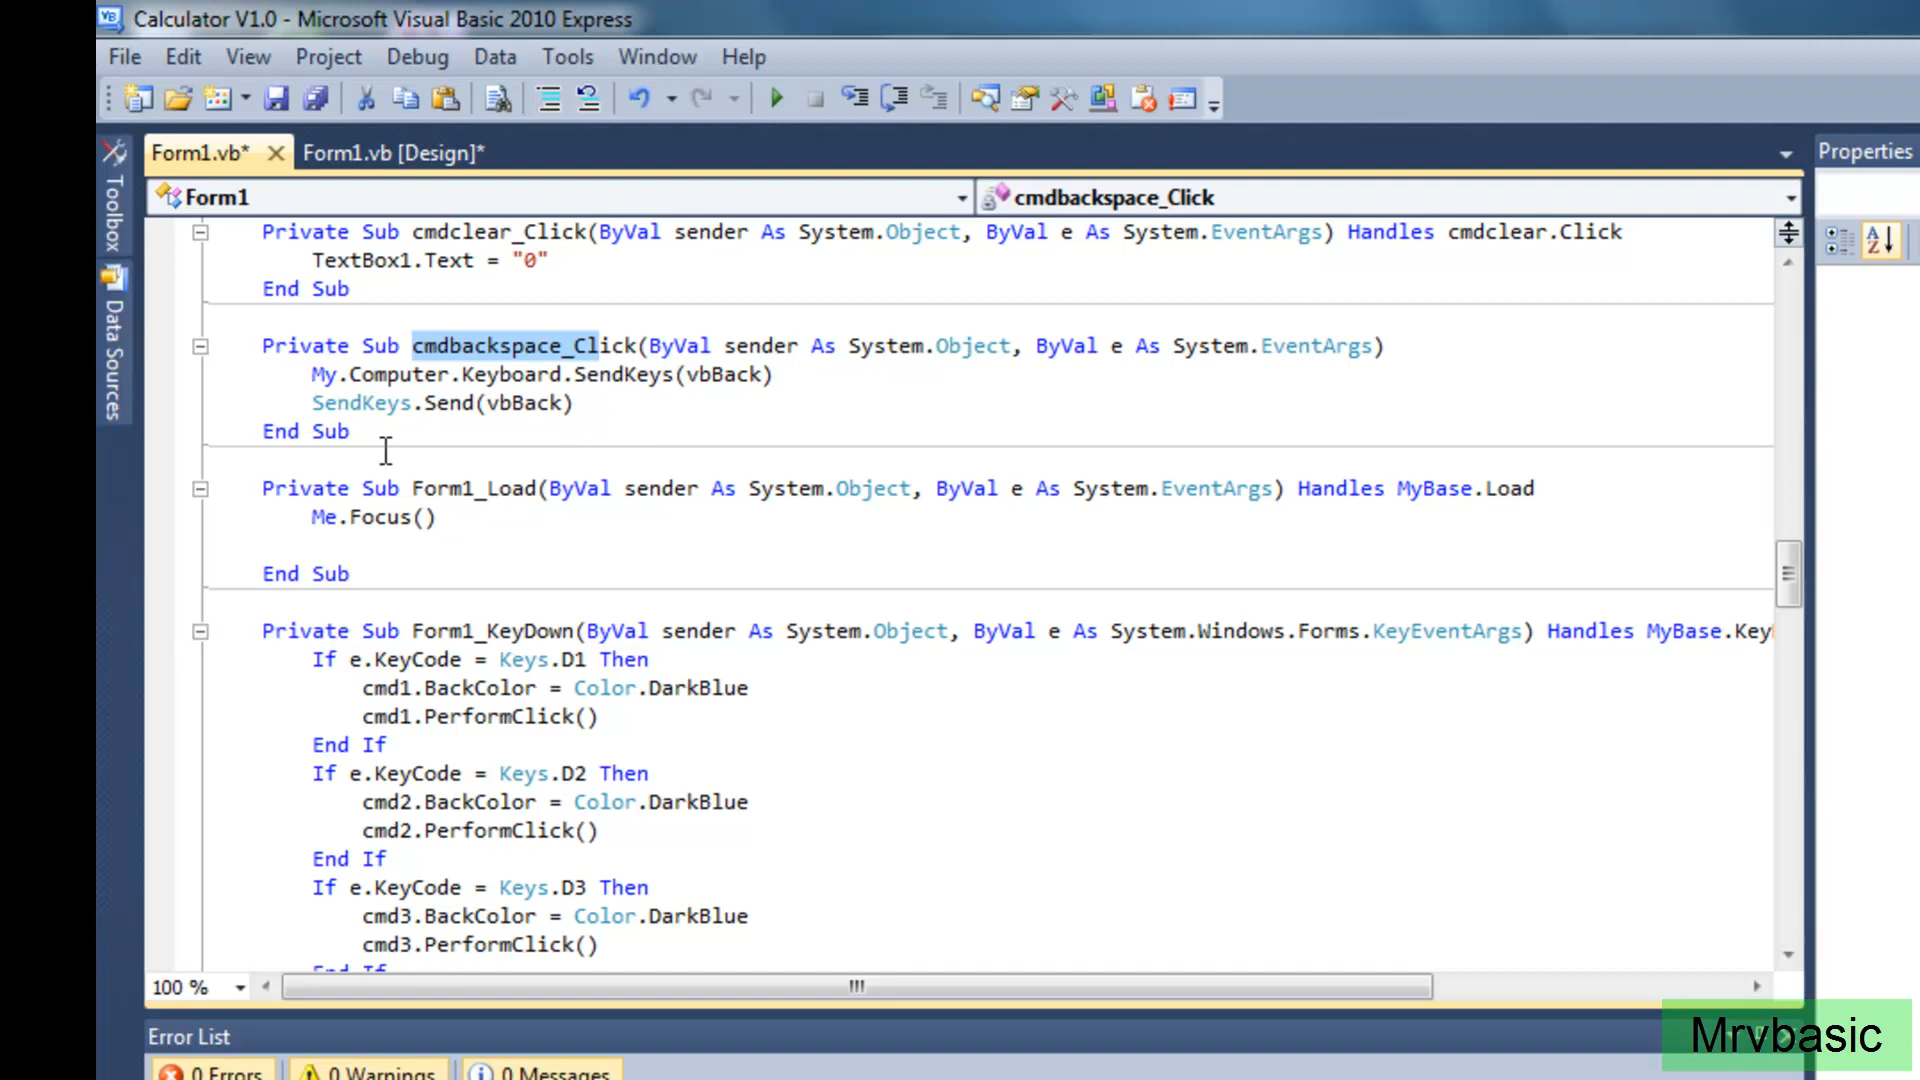 Calculator V1.0 - Microsoft Visual Basic 2010 Express
File Edit View Project Debug Data Tools Window Help
Form1.vb* Form1.vb [Design]* Properties
Toolbox
Data Sources
Form1 cmdbackspace_Click
Private Sub cmdclear_Click(ByVal sender As System.Object, ByVal e As System.EventArgs) Handles cmdclear.Click
TextBox1.Text = "0"
End Sub
Private Sub cmdbackspace_Click(ByVal sender As System.Object, ByVal e As System.EventArgs)
My.Computer.Keyboard.SendKeys(vbBack)
SendKeys.Send(vbBack)
End Sub
Private Sub Form1_Load(ByVal sender As System.Object, ByVal e As System.EventArgs) Handles MyBase.Load
Me.Focus()
End Sub
Private Sub Form1_KeyDown(ByVal sender As System.Object, ByVal e As System.Windows.Forms.KeyEventArgs) Handles MyBase.Key
If e.KeyCode = Keys.D1 Then
cmd1.BackColor = Color.DarkBlue
cmd1.PerformClick()
End If
If e.KeyCode = Keys.D2 Then
cmd2.BackColor = Color.DarkBlue
cmd2.PerformClick()
End If
If e.KeyCode = Keys.D3 Then
cmd3.BackColor = Color.DarkBlue
cmd3.PerformClick()
End If
100 %
Error List
0 Errors 0 Warnings 0 Messages
Mrvbasic